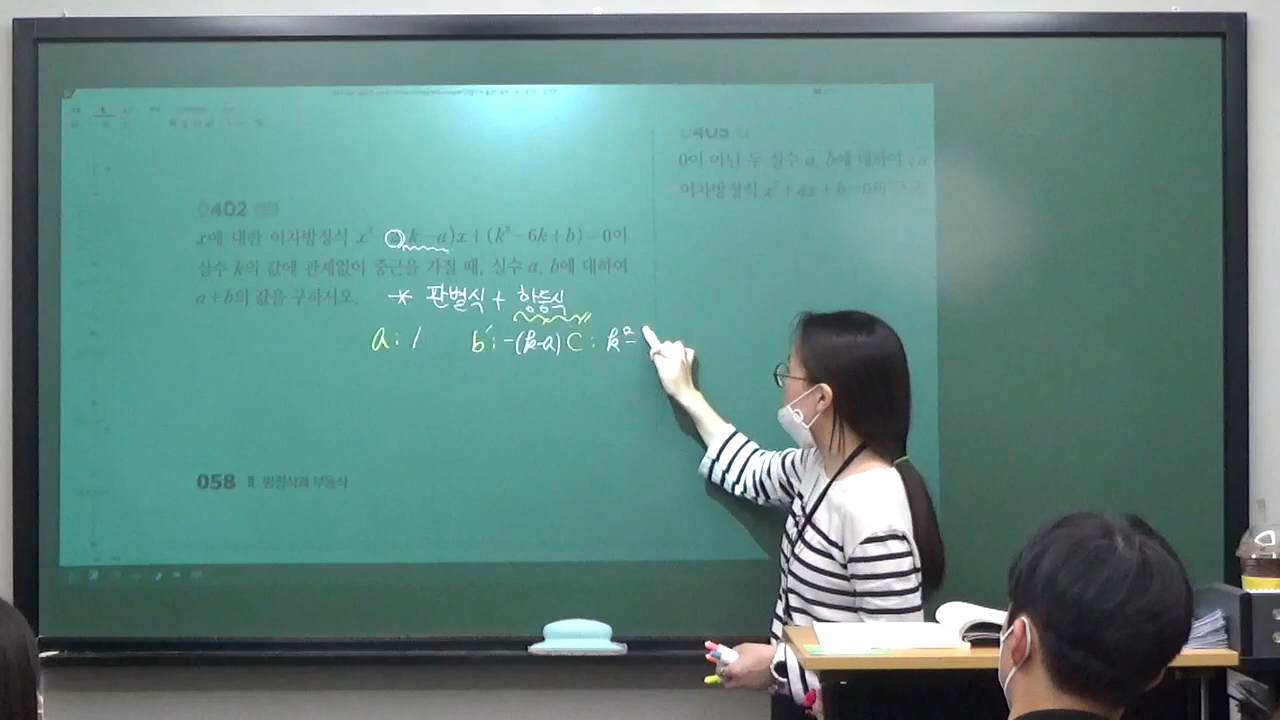 0402
x에 대한 이차방정식 x² - 2(k-a)x+(k²-6k+b)=0이
실수 k의 값에 관계없이 중근을 가질 때, 실수 a, b에 대하여
a+b의 값을 구하시오.
* 판별식 + 항등식
a : 1 b' : -(k-a) C : k²-
058 Ⅱ. 방정식과 부등식
0405
0이 아닌 두 실수 a, b에 대하여
이차방정식 x²+ax+b=0의